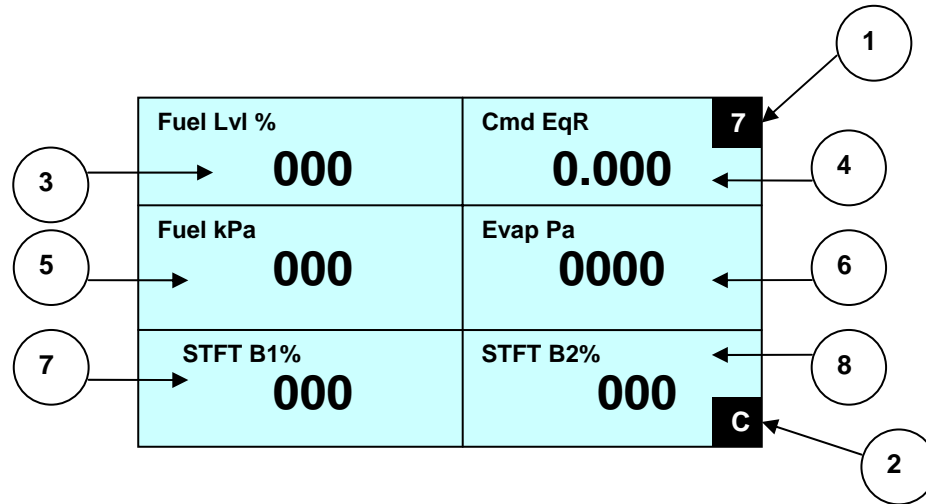 1
Fuel Lvl %
Cmd EqR
7
3
000
0.000
4
Fuel kPa
Evap Pa
5
000
0000
6
STFT B1%
STFT B2%
7
000
000
8
C
2